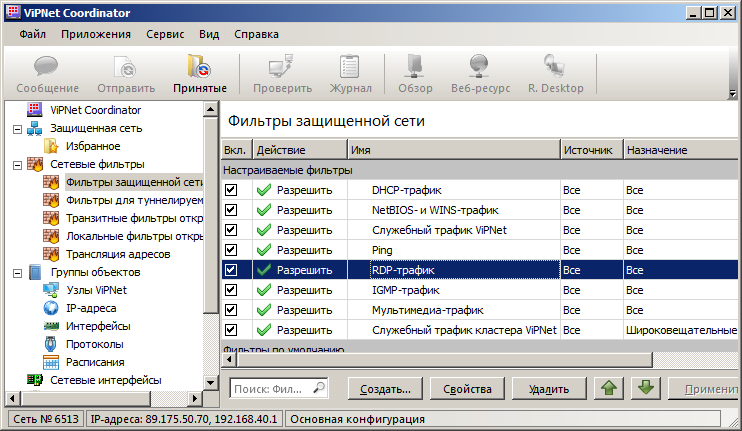 ViPNet Coordinator
Файл Приложения Сервис Вид Справка
Сообщение Отправить Принятые Проверить Журнал Обзор Веб-ресурс R. Desktop
ViPNet Coordinator
Защищенная сеть
Избранное
Сетевые фильтры
Фильтры защищенной сети
Фильтры для туннелируем
Транзитные фильтры откр
Локальные фильтры откры
Трансляция адресов
Группы объектов
Узлы ViPNet
IP-адреса
Интерфейсы
Протоколы
Расписания
Сетевые интерфейсы
Фильтры защищенной сети
Вкл. Действие Имя Источник Назначение
Настраиваемые фильтры
Разрешить DHCP-трафик Все Все
Разрешить NetBIOS- и WINS-трафик Все Все
Разрешить Служебный трафик ViPNet Все Все
Разрешить Ping Все Все
Разрешить RDP-трафик Все Все
Разрешить IGMP-трафик Все Все
Разрешить Мультимедиа-трафик Все Все
Разрешить Служебный трафик кластера ViPNet Все Широковещательные
Фильтры по умолчанию
Поиск: Фил... Создать... Свойства Удалить Применит
Сеть № 6513 IP-адреса: 89.175.50.70, 192.168.40.1 Основная конфигурация